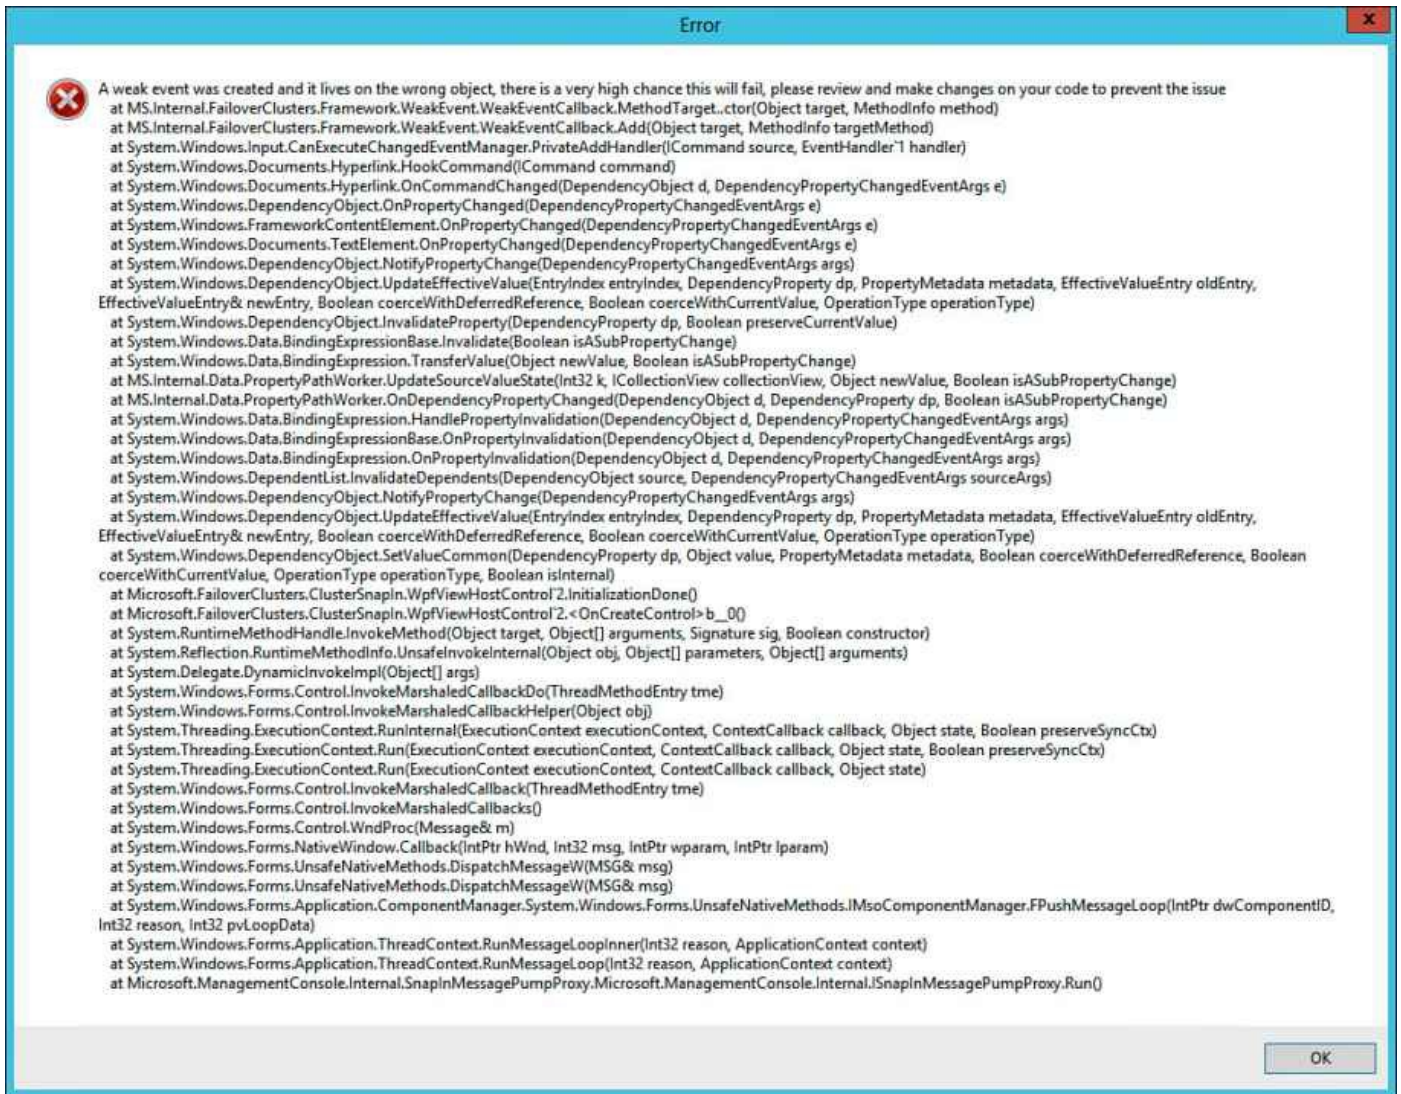 Error
x
A weak event was created and it lives on the wrong object, there is a very high chance this will fail, please review and make changes on your code to prevent the issue
at MS.Internal.FailoverClusters.Framework.WeakEvent.WeakEventCallback.MethodTarget..ctor(Object target, MethodInfo method)
at MS.Internal.FailoverClusters.Framework.WeakEvent.WeakEventCallback.Add(Object target, MethodInfo targetMethod)
at System.Windows.Input.CanExecuteChangedEventManager.PrivateAddHandler(ICommand source, EventHandler`1 handler)
at System.Windows.Documents.Hyperlink.HookCommand(ICommand command)
at System.Windows.Documents.Hyperlink.OnCommandChanged(DependencyObject d, DependencyPropertyChangedEventArgs e)
at System.Windows.DependencyObject.OnPropertyChanged(DependencyPropertyChangedEventArgs e)
at System.Windows.FrameworkContentElement.OnPropertyChanged(DependencyPropertyChangedEventArgs e)
at System.Windows.Documents.TextElement.OnPropertyChanged(DependencyPropertyChangedEventArgs e)
at System.Windows.DependencyObject.NotifyPropertyChange(DependencyPropertyChangedEventArgs args)
at System.Windows.DependencyObject.UpdateEffectiveValue(EntryIndex entryIndex, DependencyProperty dp, PropertyMetadata metadata, EffectiveValueEntry oldEntry,
EffectiveValueEntry& newEntry, Boolean coerceWithDeferredReference, Boolean coerceWithCurrentValue, OperationType operationType)
at System.Windows.DependencyObject.InvalidateProperty(DependencyProperty dp, Boolean preserveCurrentValue)
at System.Windows.Data.BindingExpressionBase.Invalidate(Boolean isASubPropertyChange)
at System.Windows.Data.BindingExpression.TransferValue(Object newValue, Boolean isASubPropertyChange)
at MS.Internal.Data.PropertyPathWorker.UpdateSourceValueState(Int32 k, ICollectionView collectionView, Object newValue, Boolean isASubPropertyChange)
at MS.Internal.Data.PropertyPathWorker.OnDependencyPropertyChanged(DependencyObject d, DependencyProperty dp, Boolean isASubPropertyChange)
at System.Windows.Data.BindingExpression.HandlePropertyInvalidation(DependencyObject d, DependencyPropertyChangedEventArgs args)
at System.Windows.Data.BindingExpressionBase.OnPropertyInvalidation(DependencyObject d, DependencyPropertyChangedEventArgs args)
at System.Windows.Data.BindingExpression.OnPropertyInvalidation(DependencyObject d, DependencyPropertyChangedEventArgs args)
at System.Windows.DependentList.InvalidateDependents(DependencyObject source, DependencyPropertyChangedEventArgs sourceArgs)
at System.Windows.DependencyObject.NotifyPropertyChange(DependencyPropertyChangedEventArgs args)
at System.Windows.DependencyObject.UpdateEffectiveValue(EntryIndex entryIndex, DependencyProperty dp, PropertyMetadata metadata, EffectiveValueEntry oldEntry,
EffectiveValueEntry& newEntry, Boolean coerceWithDeferredReference, Boolean coerceWithCurrentValue, OperationType operationType)
at System.Windows.DependencyObject.SetValueCommon(DependencyProperty dp, Object value, PropertyMetadata metadata, Boolean coerceWithDeferredReference, Boolean
coerceWithCurrentValue, OperationType operationType, Boolean isInternal)
at Microsoft.FailoverClusters.ClusterSnapIn.WpfViewHostControl`2.InitializationDone()
at Microsoft.FailoverClusters.ClusterSnapIn.WpfViewHostControl`2.<OnCreateControl>b__0()
at System.RuntimeMethodHandle.InvokeMethod(Object target, Object[] arguments, Signature sig, Boolean constructor)
at System.Reflection.RuntimeMethodInfo.UnsafeInvokeInternal(Object obj, Object[] parameters, Object[] arguments)
at System.Delegate.DynamicInvokeImpl(Object[] args)
at System.Windows.Forms.Control.InvokeMarshaledCallbackDo(ThreadMethodEntry tme)
at System.Windows.Forms.Control.InvokeMarshaledCallbackHelper(Object obj)
at System.Threading.ExecutionContext.RunInternal(ExecutionContext executionContext, ContextCallback callback, Object state, Boolean preserveSyncCtx)
at System.Threading.ExecutionContext.Run(ExecutionContext executionContext, ContextCallback callback, Object state, Boolean preserveSyncCtx)
at System.Threading.ExecutionContext.Run(ExecutionContext executionContext, ContextCallback callback, Object state)
at System.Windows.Forms.Control.InvokeMarshaledCallback(ThreadMethodEntry tme)
at System.Windows.Forms.Control.InvokeMarshaledCallbacks()
at System.Windows.Forms.Control.WndProc(Message& m)
at System.Windows.Forms.NativeWindow.Callback(IntPtr hWnd, Int32 msg, IntPtr wparam, IntPtr lparam)
at System.Windows.Forms.UnsafeNativeMethods.DispatchMessageW(MSG& msg)
at System.Windows.Forms.UnsafeNativeMethods.DispatchMessageW(MSG& msg)
at System.Windows.Forms.Application.ComponentManager.System.Windows.Forms.UnsafeNativeMethods.IMsoComponentManager.FPushMessageLoop(IntPtr dwComponentID,
Int32 reason, Int32 pvLoopData)
at System.Windows.Forms.Application.ThreadContext.RunMessageLoopInner(Int32 reason, ApplicationContext context)
at System.Windows.Forms.Application.ThreadContext.RunMessageLoop(Int32 reason, ApplicationContext context)
at Microsoft.ManagementConsole.Internal.SnapInMessagePumpProxy.Microsoft.ManagementConsole.Internal.ISnapInMessagePumpProxy.Run()
OK